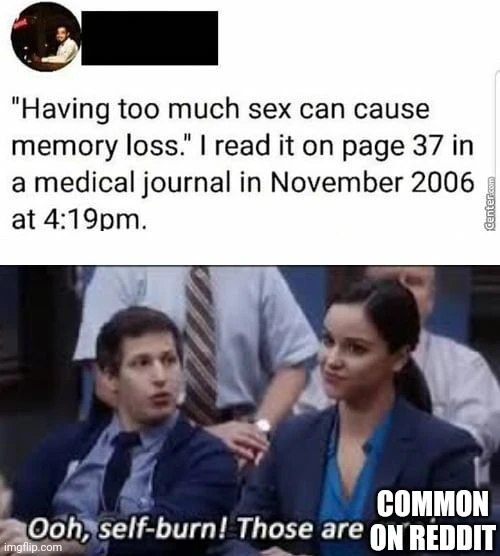 "Having too much sex can cause
memory loss." I read it on page 37 in
a medical journal in November 2006
at 4:19pm.
Ooh, self-burn! Those are
COMMON
ON REDDIT
imgflip.com